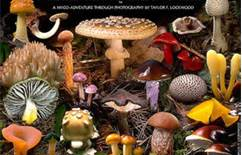 A MYCO-ADVENTURE THROUGH PHOTOGRAPHY BY TAYLOR F. LOCKWOOD